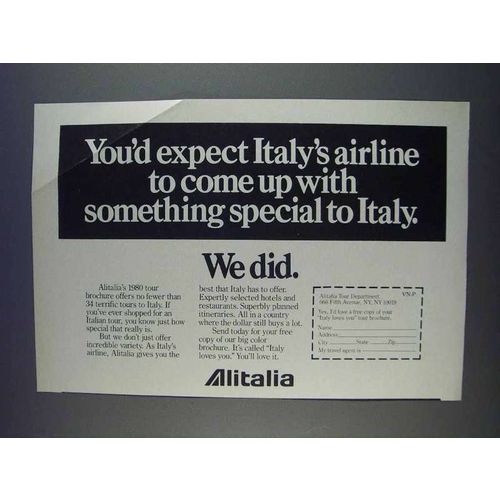 You'd expect Italy's airline
to come up with
something special to Italy.
We did.
Alitalia's 1980 tour
brochure offers no fewer than
34 terrific tours to Italy. If
you've ever shopped for an
Italian tour, you know just how
special that really is.
But we don't just offer
incredible variety. As Italy's
airline, Alitalia gives you the
best that Italy has to offer.
Expertly selected hotels and
restaurants. Superbly planned
itineraries. All in a country
where the dollar still buys a lot.
Send today for your free
copy of our big color
brochure. It's called "Italy
loves you." You'll love it.
Alitalia Tour Department V/N.P.
666 Fifth Avenue, NY, NY 10019
Yes, I'd love a free copy of your
"Italy loves you" tour brochure.
Name
Address
City State Zip
My travel agent is
Alitalia